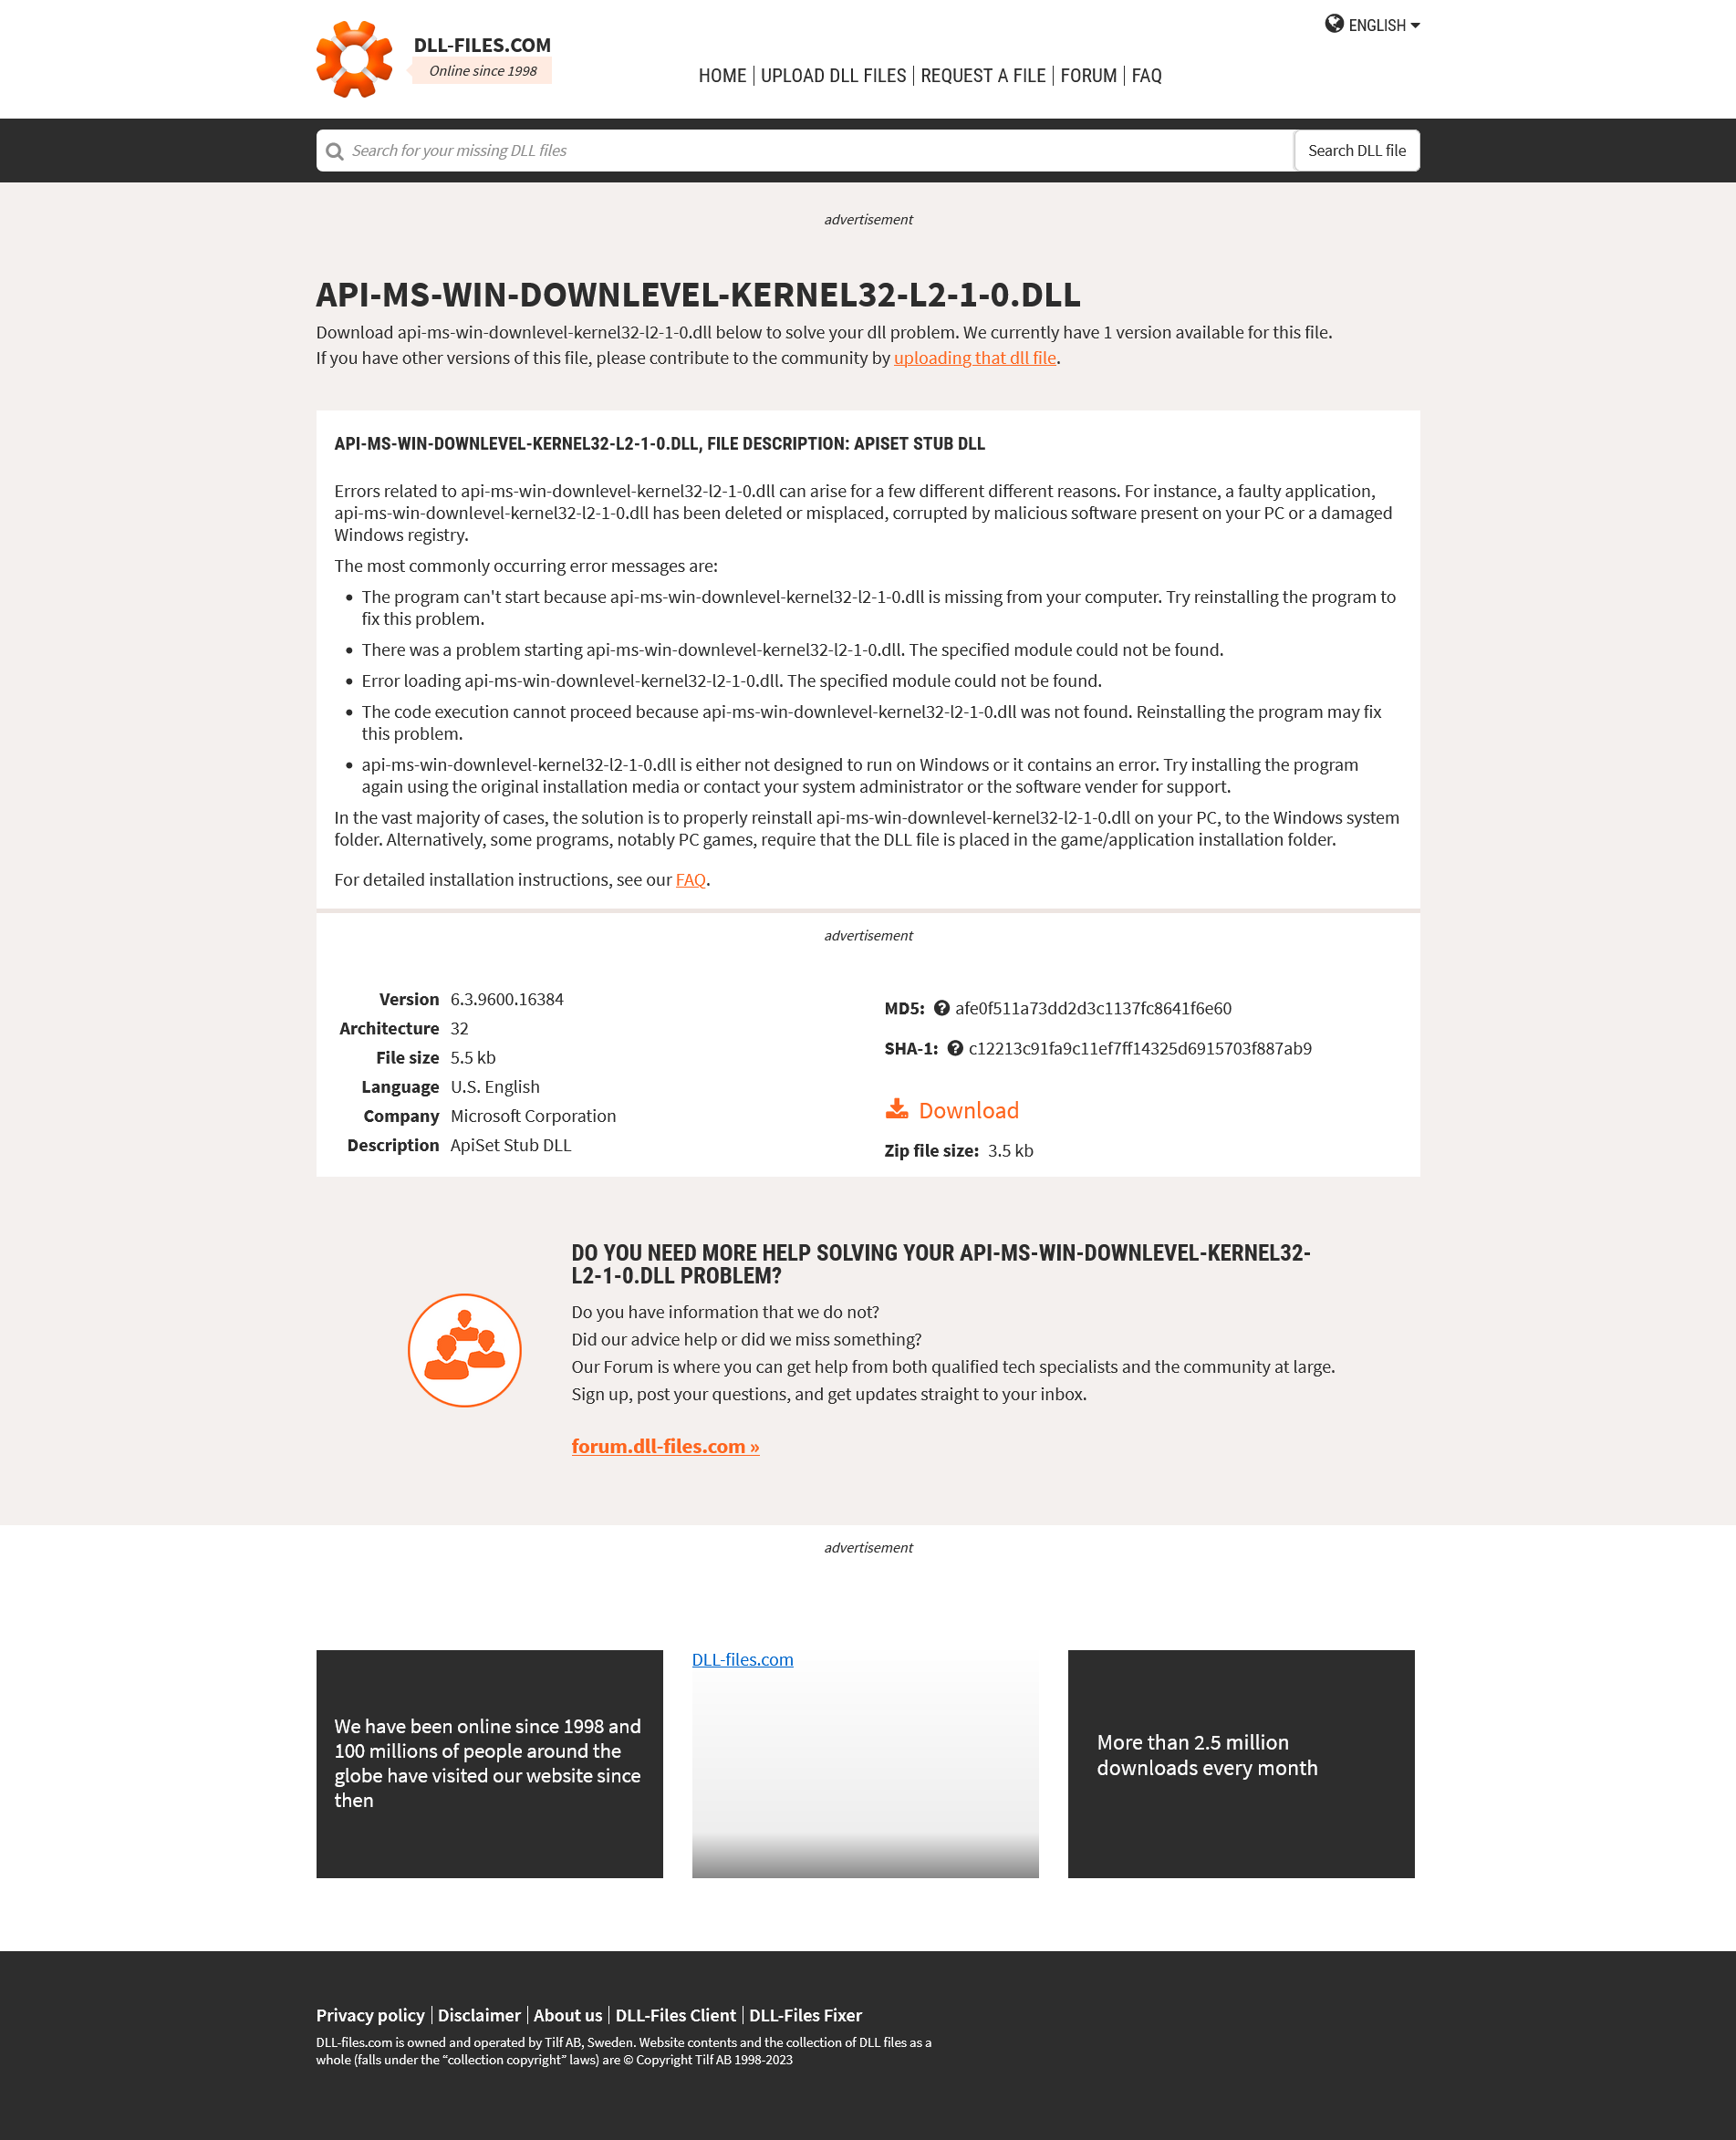 DLL-FILES.COM
Online since 1998
ENGLISH
HOME UPLOAD DLL FILES REQUEST A FILE FORUM FAQ
Search for your missing DLL files
Search DLL file
advertisement
API-MS-WIN-DOWNLEVEL-KERNEL32-L2-1-0.DLL
Download api-ms-win-downlevel-kernel32-l2-1-0.dll below to solve your dll problem. We currently have 1 version available for this file.
If you have other versions of this file, please contribute to the community by uploading that dll file.
API-MS-WIN-DOWNLEVEL-KERNEL32-L2-1-0.DLL, FILE DESCRIPTION: APISET STUB DLL
Errors related to api-ms-win-downlevel-kernel32-l2-1-0.dll can arise for a few different different reasons. For instance, a faulty application,
api-ms-win-downlevel-kernel32-l2-1-0.dll has been deleted or misplaced, corrupted by malicious software present on your PC or a damaged
Windows registry.
The most commonly occurring error messages are:
• The program can't start because api-ms-win-downlevel-kernel32-l2-1-0.dll is missing from your computer. Try reinstalling the program to
fix this problem.
• There was a problem starting api-ms-win-downlevel-kernel32-l2-1-0.dll. The specified module could not be found.
• Error loading api-ms-win-downlevel-kernel32-l2-1-0.dll. The specified module could not be found.
• The code execution cannot proceed because api-ms-win-downlevel-kernel32-l2-1-0.dll was not found. Reinstalling the program may fix
this problem.
• api-ms-win-downlevel-kernel32-l2-1-0.dll is either not designed to run on Windows or it contains an error. Try installing the program
again using the original installation media or contact your system administrator or the software vender for support.
In the vast majority of cases, the solution is to properly reinstall api-ms-win-downlevel-kernel32-l2-1-0.dll on your PC, to the Windows system
folder. Alternatively, some programs, notably PC games, require that the DLL file is placed in the game/application installation folder.
For detailed installation instructions, see our FAQ.
advertisement
Version 6.3.9600.16384
Architecture 32
File size 5.5 kb
Language U.S. English
Company Microsoft Corporation
Description ApiSet Stub DLL
MD5: afe0f511a73dd2d3c1137fc8641f6e60
SHA-1: c12213c91fa9c11ef7ff14325d6915703f887ab9
Download
Zip file size: 3.5 kb
DO YOU NEED MORE HELP SOLVING YOUR API-MS-WIN-DOWNLEVEL-KERNEL32-
L2-1-0.DLL PROBLEM?
Do you have information that we do not?
Did our advice help or did we miss something?
Our Forum is where you can get help from both qualified tech specialists and the community at large.
Sign up, post your questions, and get updates straight to your inbox.
forum.dll-files.com »
advertisement
We have been online since 1998 and
100 millions of people around the
globe have visited our website since
then
DLL-files.com
More than 2.5 million
downloads every month
Privacy policy Disclaimer About us DLL-Files Client DLL-Files Fixer
DLL-files.com is owned and operated by Tilf AB, Sweden. Website contents and the collection of DLL files as a
whole (falls under the “collection copyright” laws) are © Copyright Tilf AB 1998-2023